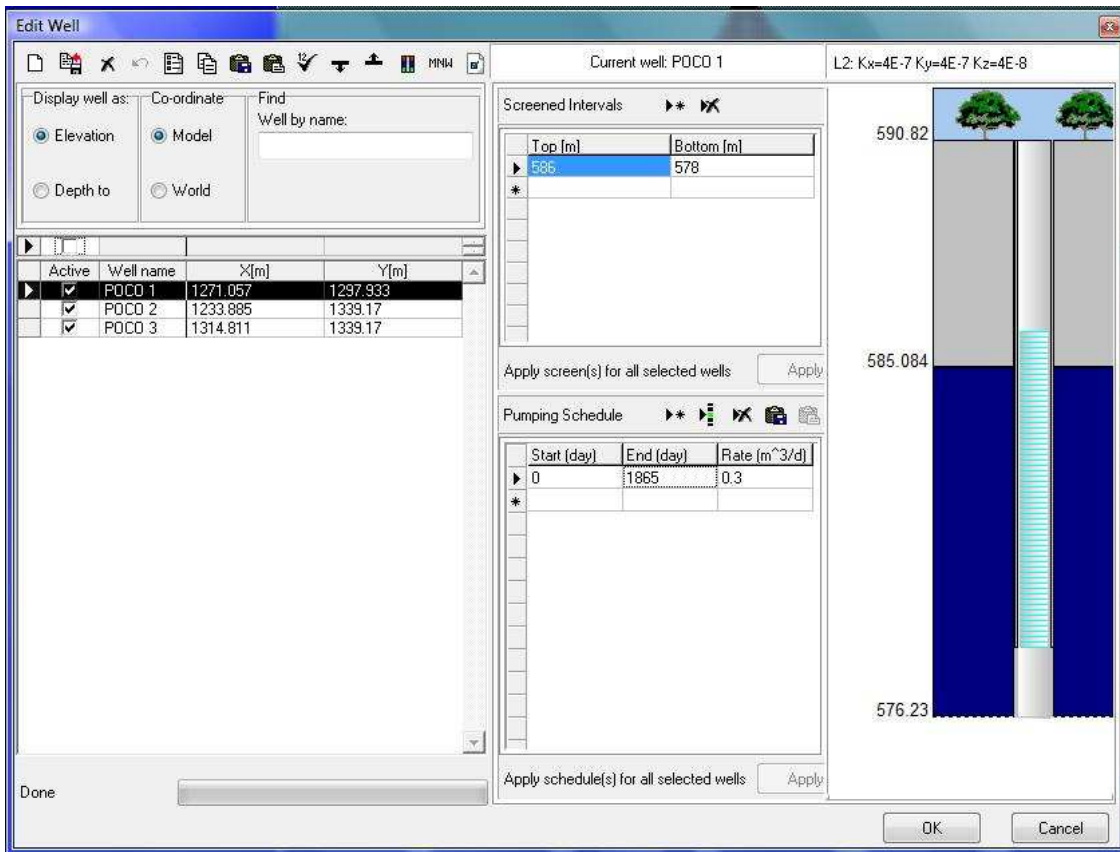 Edit Well
MNW
Current well: POCO 1
L2: Kx=4E-7 Ky=4E-7 Kz=4E-8
Display well as:
Elevation
Depth to
Co-ordinate
Model
World
Find
Well by name:
Active Well name X[m] Y[m]
POCO 1 1271.057 1297.933
POCO 2 1233.885 1339.17
POCO 3 1314.811 1339.17
Done
Screened Intervals
Top [m] Bottom [m]
586 578
Apply screen(s) for all selected wells Apply
Pumping Schedule
Start (day) End (day) Rate (m^3/d)
0 1865 0.3
Apply schedule(s) for all selected wells Apply
590.82
585.084
576.23
OK Cancel